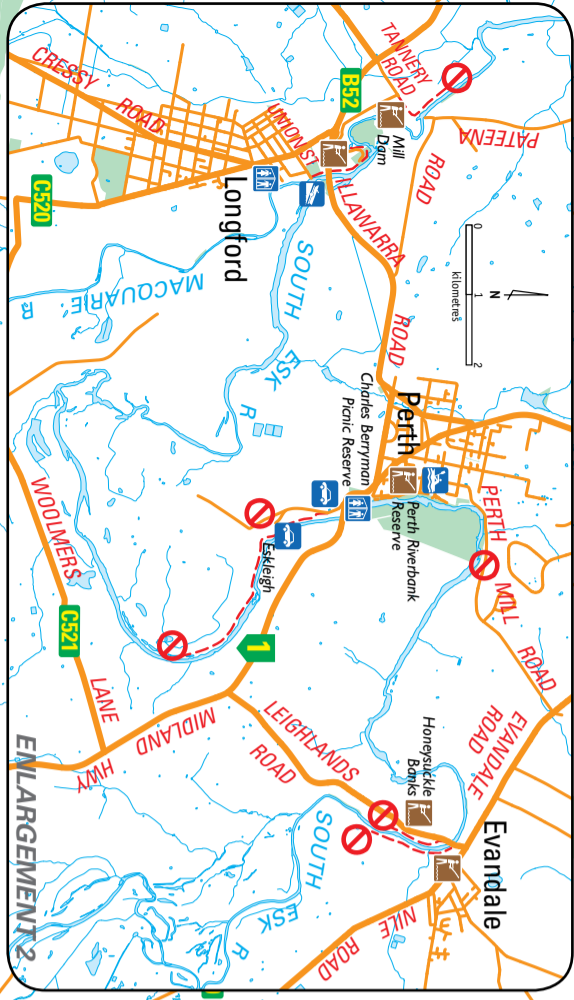 TANNERY
ROAD
CRESSY
ROAD
B52
UNION ST
Mill
Dam
PATEENA
ROAD
C520
Longford
ILLAWARRA
ROAD
0
1
2
kilometres
N
MACQUARIE
R
SOUTH
ESK
R
Perth
Charles Berryman
Picnic Reserve
Perth Riverbank
Reserve
PERTH
MILL
ROAD
Eskleigh
WOOLMERS
LANE
C521
1
MIDLAND
HWY
LEIGHLANDS
ROAD
EVANDALE
ROAD
Honeysuckle
Banks
Evandale
SOUTH
ESK
R
NILE
ROAD
ENLARGEMENT 2